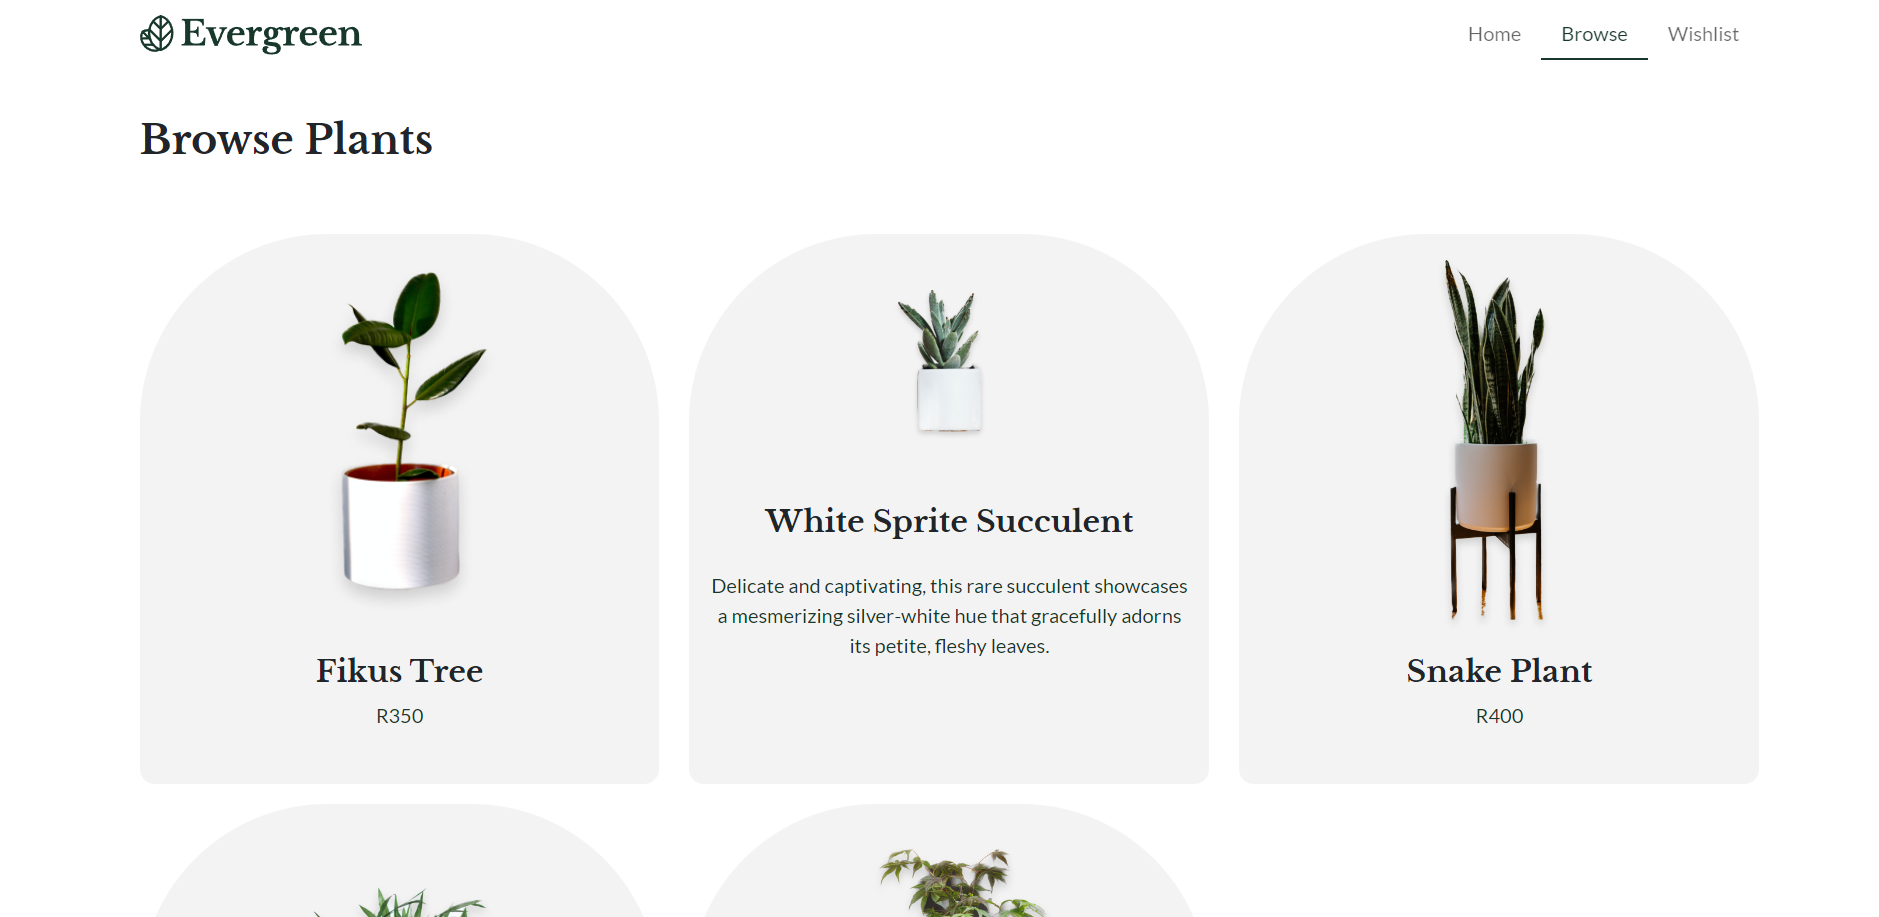 Evergreen
Home
Browse
Wishlist
Browse Plants
Fikus Tree
R350
White Sprite Succulent
Delicate and captivating, this rare succulent showcases
a mesmerizing silver-white hue that gracefully adorns
its petite, fleshy leaves.
Snake Plant
R400